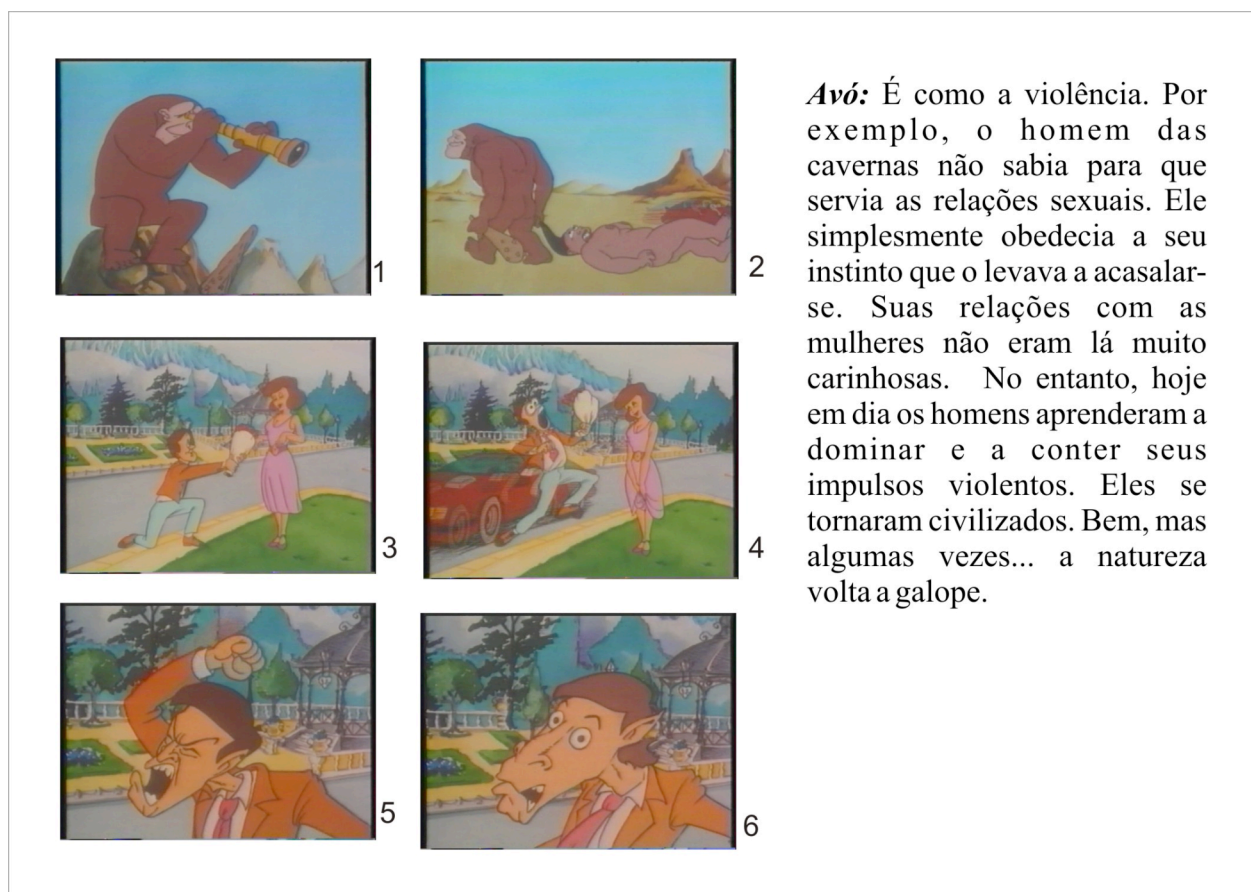 1
2
3
4
5
6
Avó: É como a violência. Por
exemplo, o homem das
cavernas não sabia para que
servia as relações sexuais. Ele
simplesmente obedecia a seu
instinto que o levava a acasalar-
se. Suas relações com as
mulheres não eram lá muito
carinhosas. No entanto, hoje
em dia os homens aprenderam a
dominar e a conter seus
impulsos violentos. Eles se
tornaram civilizados. Bem, mas
algumas vezes... a natureza
volta a galope.